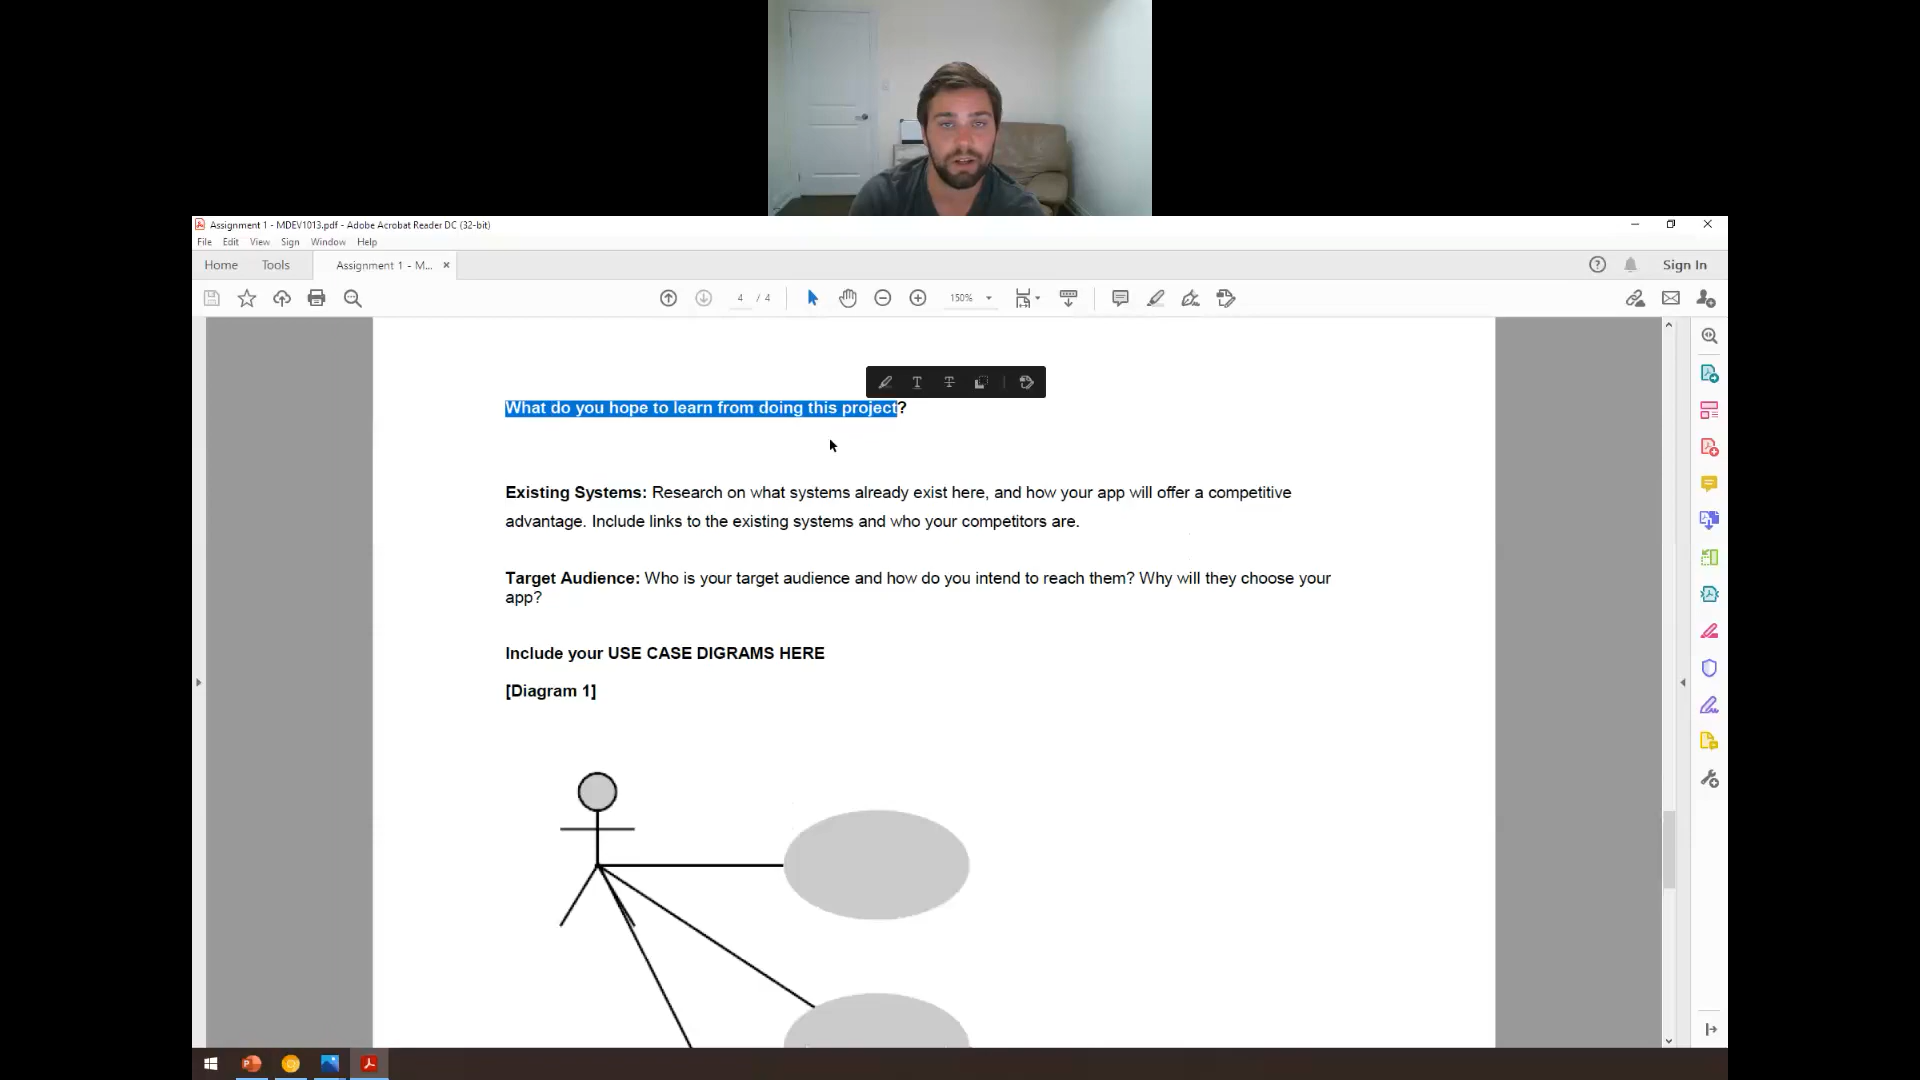 Assignment 1 - MDEV1013.pdf - Adobe Acrobat Reader DC (32-bit)
File Edit View Sign Window Help
Home Tools Assignment 1 - M... × Sign In
4 / 4 150%
What do you hope to learn from doing this project?
Existing Systems: Research on what systems already exist here, and how your app will offer a competitive
advantage. Include links to the existing systems and who your competitors are.
Target Audience: Who is your target audience and how do you intend to reach them? Why will they choose your
app?
Include your USE CASE DIGRAMS HERE
[Diagram 1]